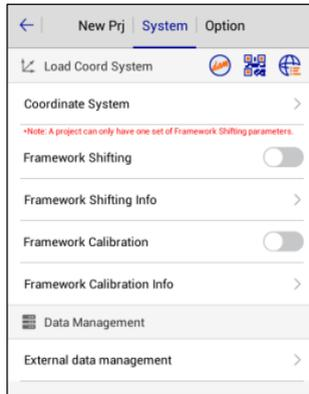 New Prj System Option
Load Coord System
Coordinate System
*Note: A project can only have one set of Framework Shifting parameters.
Framework Shifting
Framework Shifting Info
Framework Calibration
Framework Calibration Info
Data Management
External data management